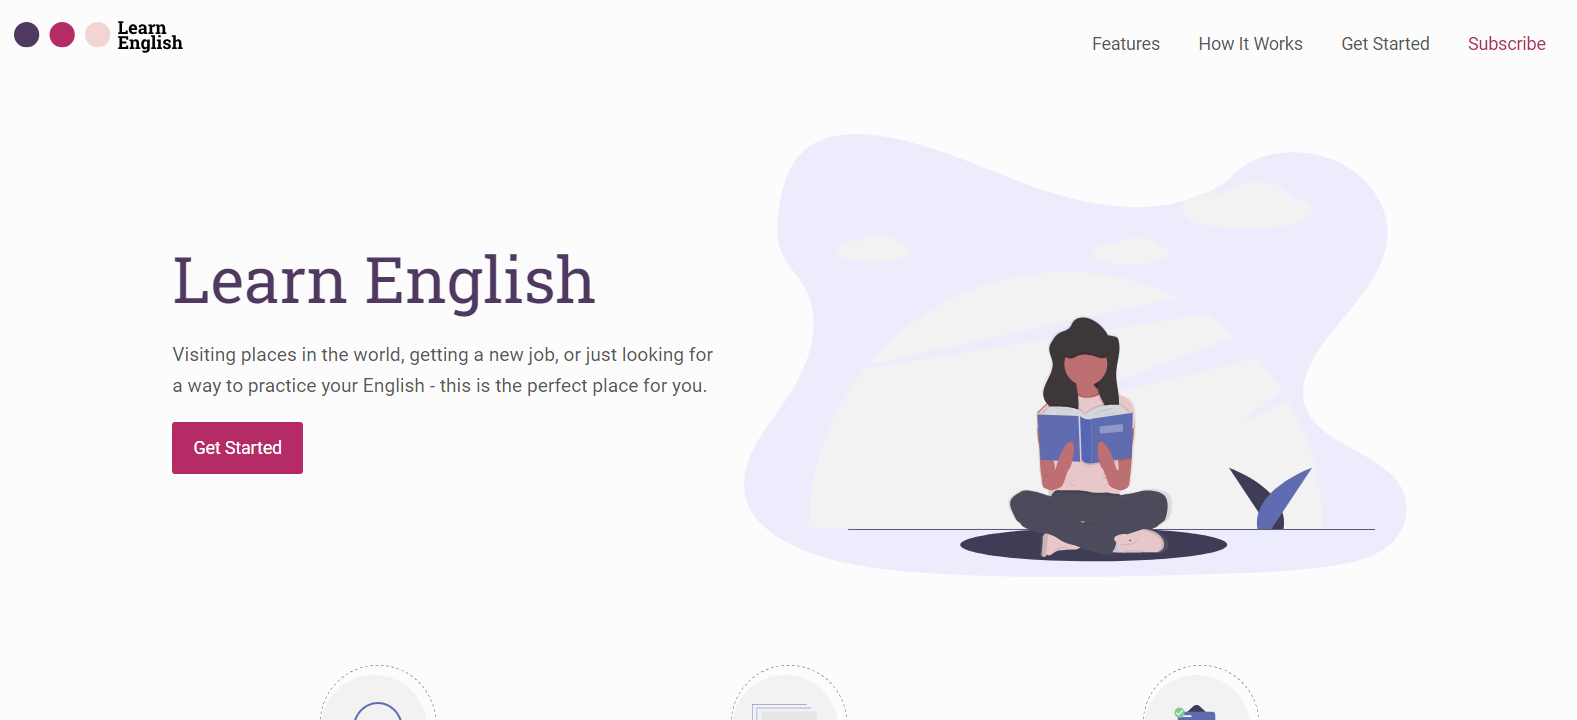 Learn
English
Features How It Works Get Started Subscribe
Learn English
Visiting places in the world, getting a new job, or just looking for
a way to practice your English - this is the perfect place for you.
Get Started